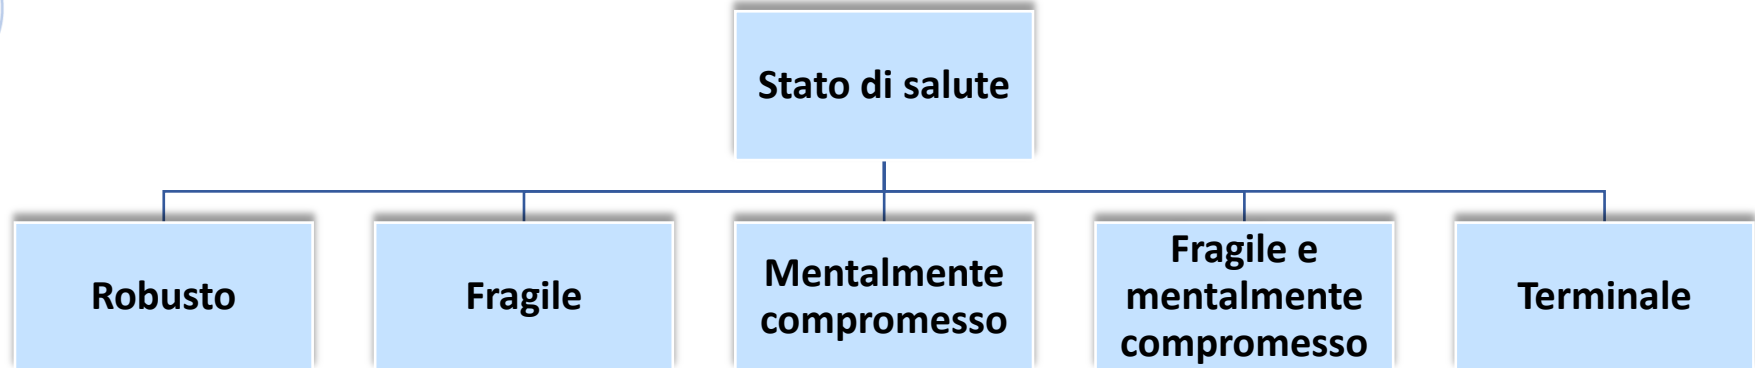 Stato di salute
Robusto
Fragile
Mentalmente
compromesso
Fragile e
mentalmente
compromesso
Terminale